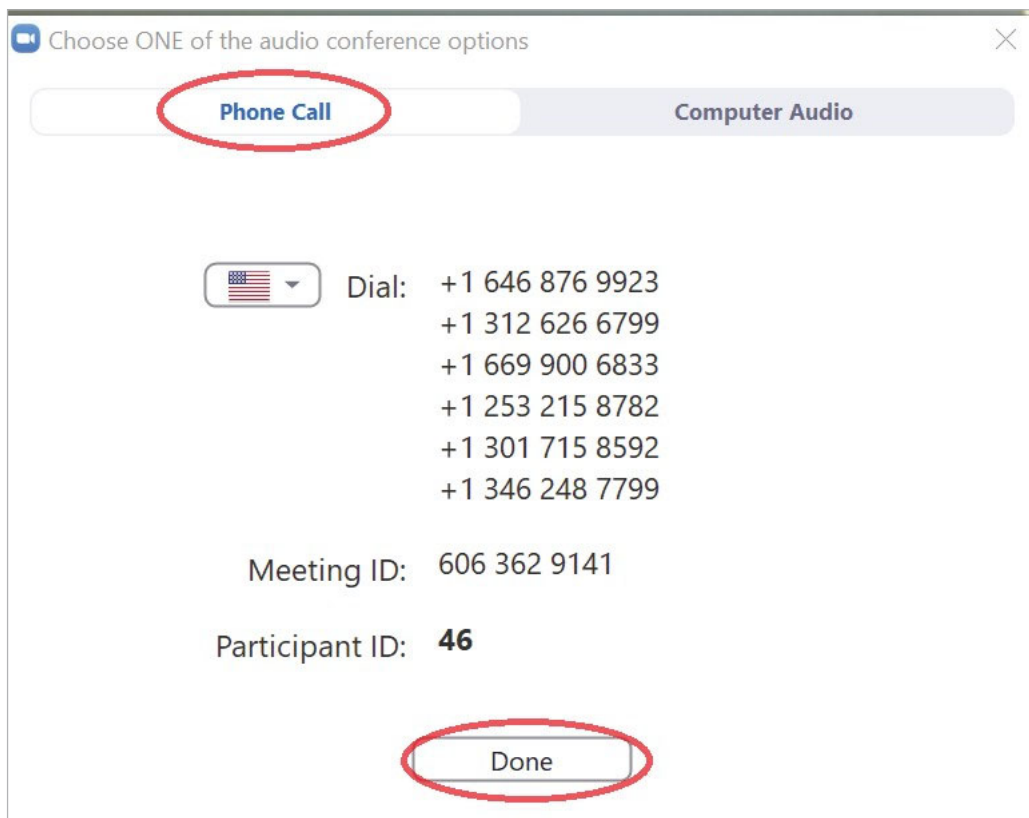 Choose ONE of the audio conference options
Phone Call
Computer Audio
Dial: +1 646 876 9923
+1 312 626 6799
+1 669 900 6833
+1 253 215 8782
+1 301 715 8592
+1 346 248 7799
Meeting ID: 606 362 9141
Participant ID: 46
Done